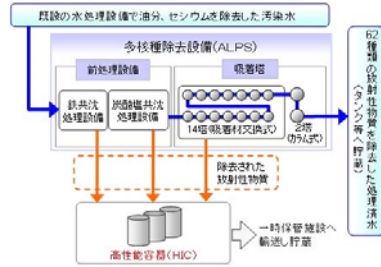 既設の水処理設備で油分、セシウムを除去した汚染水
多核種除去設備(ALPS)
前処理設備
吸着塔
鉄共沈
処理設備
炭酸塩共沈
処理設備
14塔(吸着材交換式)
2塔
(カラム式)
除去された
放射性物質
高性能容器(HIC)
一時保管施設へ
輸送し貯蔵
62種類の放射性物質を除去した処理済水
(タンク等へ貯蔵)